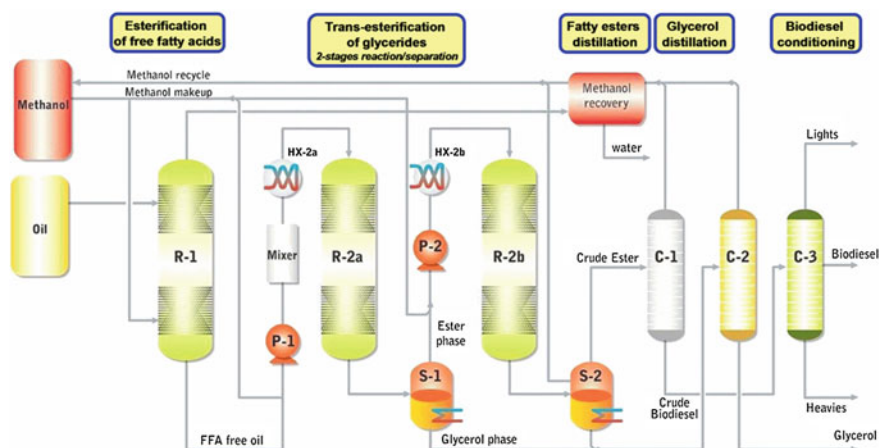 Esterification
of free fatty acids
Trans-esterification
of glycerides
2-stages reaction/separation
Fatty esters
distillation
Glycerol
distillation
Biodiesel
conditioning
Methanol recycle
Methanol makeup
Methanol
Methanol
recovery
water
Lights
HX-2a
HX-2b
Oil
R-1
Mixer
R-2a
P-2
R-2b
Crude Ester
C-1
C-2
C-3
Biodiesel
P-1
Ester
phase
S-1
S-2
Crude
Biodiesel
Heavies
FFA free oil
Glycerol phase
Glycerol